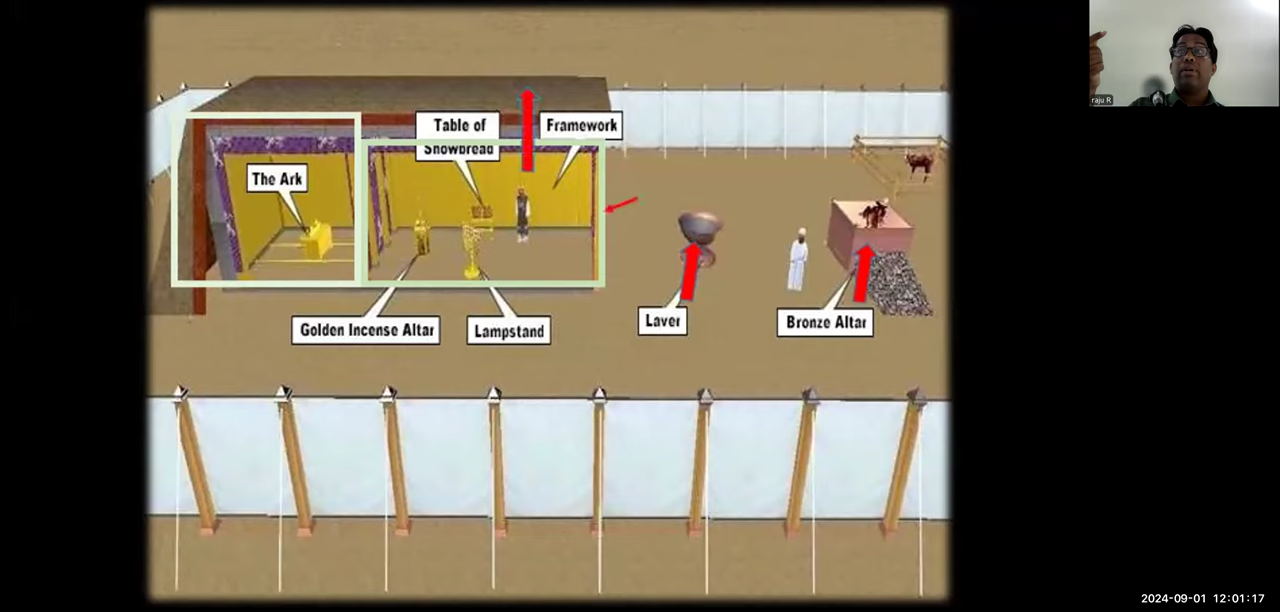 Table of
Showbread
Framework
The Ark
Golden Incense Altar
Lampstand
Laver
Bronze Altar
raju R
2024-09-01 12:01:17